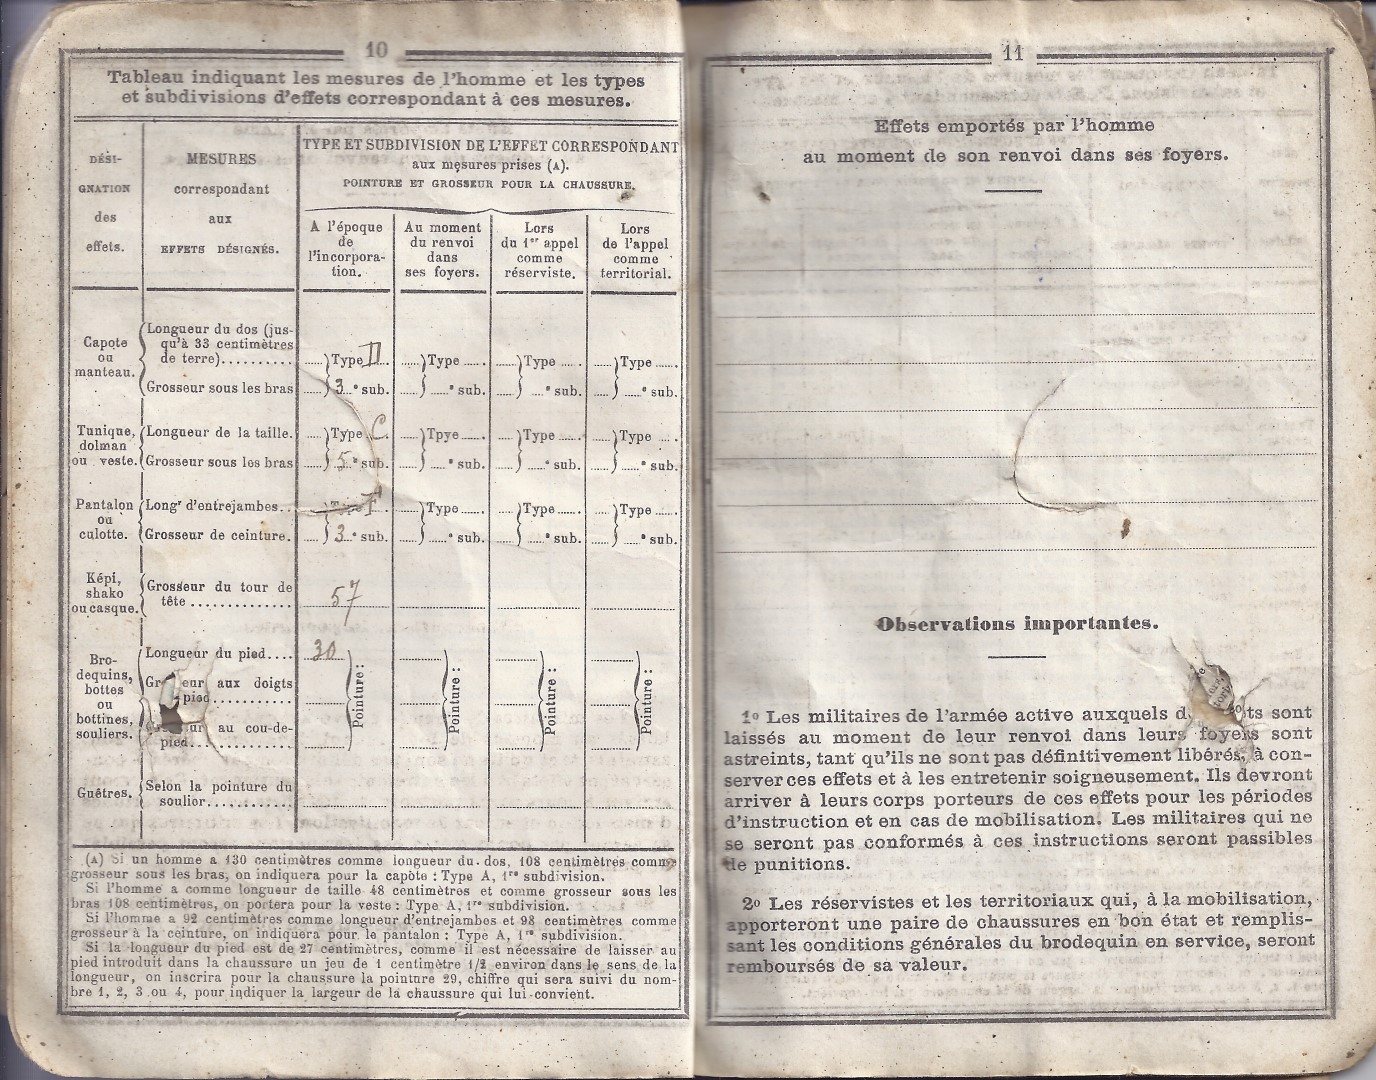 10
Tableau indiquant les mesures de l'homme et les types
et subdivisions d'effets correspondant à ces mesures.
DÉSI-
GNATION
des
effets.
MESURES
correspondant
aux
EFFETS DÉSIGNÉS.
TYPE ET SUBDIVISION DE L'EFFET CORRESPONDANT
aux mesures prises (A).
POINTURE ET GROSSEUR POUR LA CHAUSSURE.
A l'époque
de
l'incorpora-
tion.
Au moment
du renvoi
dans
ses foyers.
Lors
du 1er appel
comme
réserviste.
Lors
de l'appel
comme
territorial.
Capote
ou
manteau.
Longueur du dos (jus-
qu'à 33 centimètres
de terre).........
Grosseur sous les bras
Type D
Type ......
Type ......
Type ......
3..e sub.
....e sub.
....e sub.
.....e sub.
Tunique,
dolman
ou veste.
Longueur de la taille.
Grosseur sous les bras
Type C.
Tpye......
Type ......
Type ....
5..e sub.
....e sub.
....e sub.
.....e sub.
Pantalon
ou
culotte.
Longr d'entrejambes..
Grosseur de ceinture.
Type F
Type......
Type......
Type......
3..e sub.
....e sub.
....e sub.
.....e sub.
Képi,
shako
ou casque.
Grosseur du tour de
tête .............
57
Bro-
dequins,
bottes
ou
bottines,
souliers.
Longueur du pied....
30
Gr eur aux doigts
pied ..........
ur au cou-de-
pied..............
Pointure :
Pointure :
Pointure :
Pointure :
Guêtres.
Selon la pointure du
soulier............
(A) Si un homme a 130 centimètres comme longueur du dos, 108 centimètres comme
grosseur sous les bras, on indiquera pour la capote : Type A, 1re subdivision.
Si l'homme a comme longueur de taille 48 centimètres et comme grosseur sous les
bras 108 centimètres, on portera pour la veste : Type A, 1re subdivision.
Si l'homme a 92 centimètres comme longueur d'entrejambes et 98 centimètres comme
grosseur à la ceinture, on indiquera pour le pantalon : Type A, 1re subdivision.
Si la longueur du pied est de 27 centimètres, comme il est nécessaire de laisser au
pied introduit dans la chaussure un jeu de 1 centimètre 1/2 environ dans le sens de la
longueur, on inscrira pour la chaussure la pointure 29, chiffre qui sera suivi du nom-
bre 1, 2, 3 ou 4, pour indiquer la largeur de la chaussure qui lui convient.
11
Effets emportés par l'homme
au moment de son renvoi dans ses foyers.
Observations importantes.
1o Les militaires de l'armée active auxquels d ts sont
laissés au moment de leur renvoi dans leurs foyers sont
astreints, tant qu'ils ne sont pas définitivement libérés, à con-
server ces effets et à les entretenir soigneusement. Ils devront
arriver à leurs corps porteurs de ces effets pour les périodes
d'instruction et en cas de mobilisation. Les militaires qui ne
se seront pas conformés à ces instructions seront passibles
de punitions.
2o Les réservistes et les territoriaux qui, à la mobilisation,
apporteront une paire de chaussures en bon état et remplis-
sant les conditions générales du brodequin en service, seront
remboursés de sa valeur.